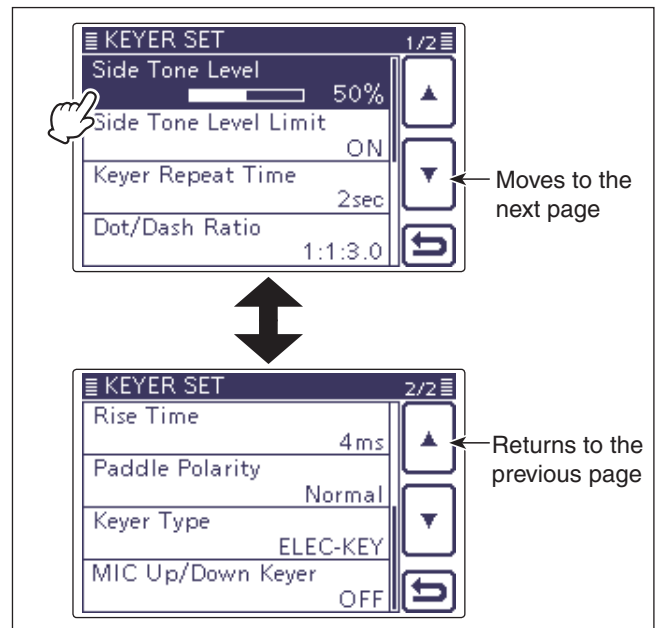 KEYER SET 1/2
Side Tone Level
50%
Side Tone Level Limit
ON
Keyer Repeat Time
2sec
Dot/Dash Ratio
1:1:3.0
Moves to the
next page
KEYER SET 2/2
Rise Time
4ms
Paddle Polarity
Normal
Keyer Type
ELEC-KEY
MIC Up/Down Keyer
OFF
Returns to the
previous page